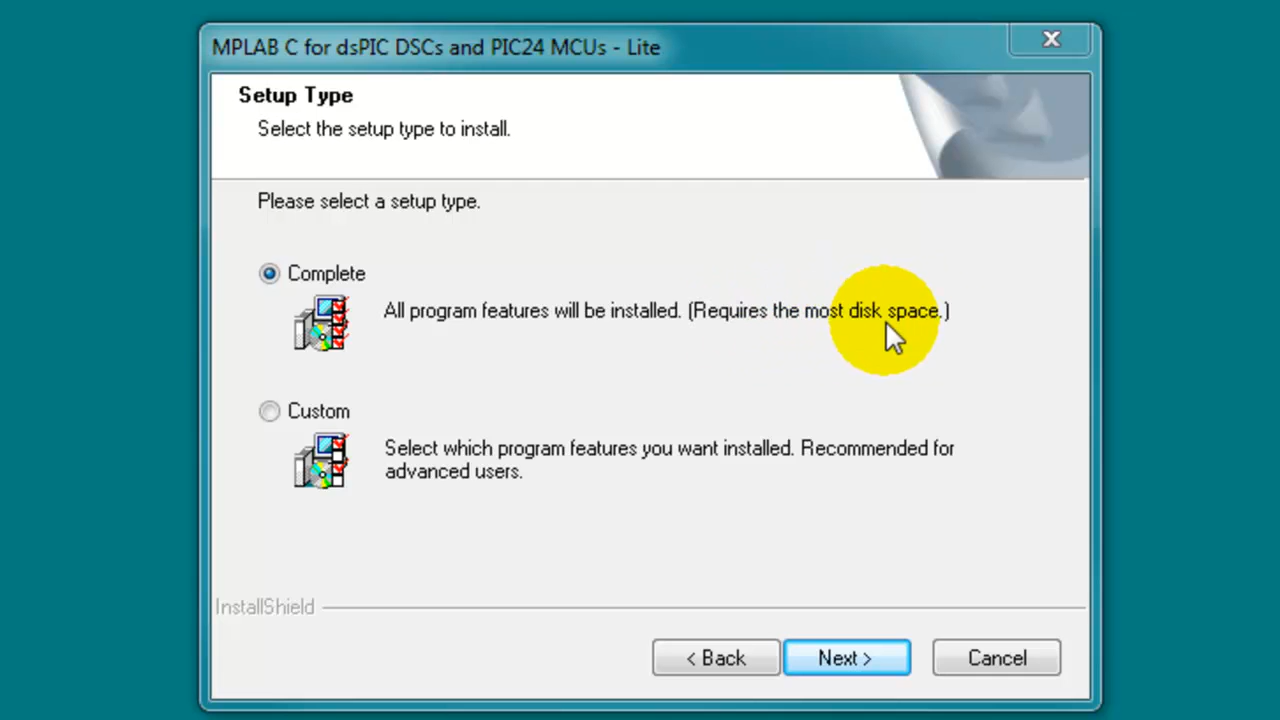 MPLAB C for dsPIC DSCs and PIC24 MCUs - Lite
Setup Type
Select the setup type to install.
Please select a setup type.
Complete
All program features will be installed. (Requires the most disk space.)
Custom
Select which program features you want installed. Recommended for
advanced users.
InstallShield
< Back
Next >
Cancel